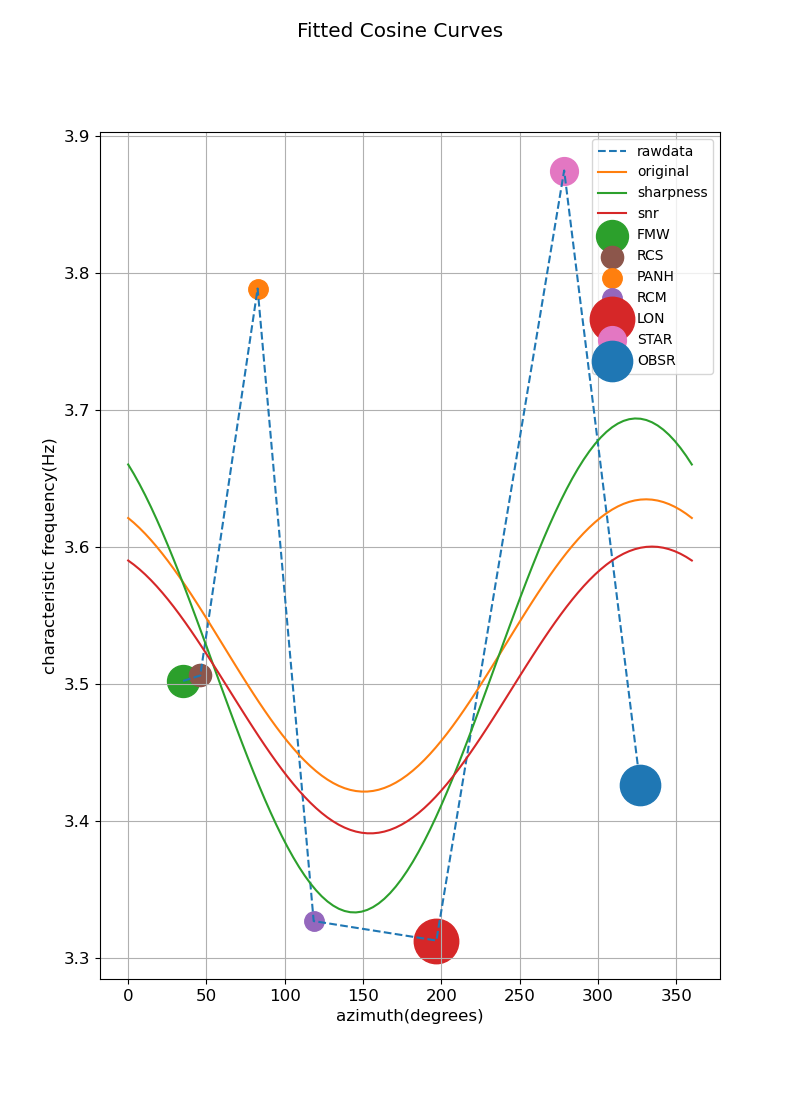 Fitted Cosine Curves
3.9
3.8
3.7
3.6
3.5
3.4
3.3
characteristic frequency(Hz)
0 50 100 150 200 250 300 350
azimuth(degrees)
rawdata
original
sharpness
snr
FMW
RCS
PANH
RCM
LON
STAR
OBSR